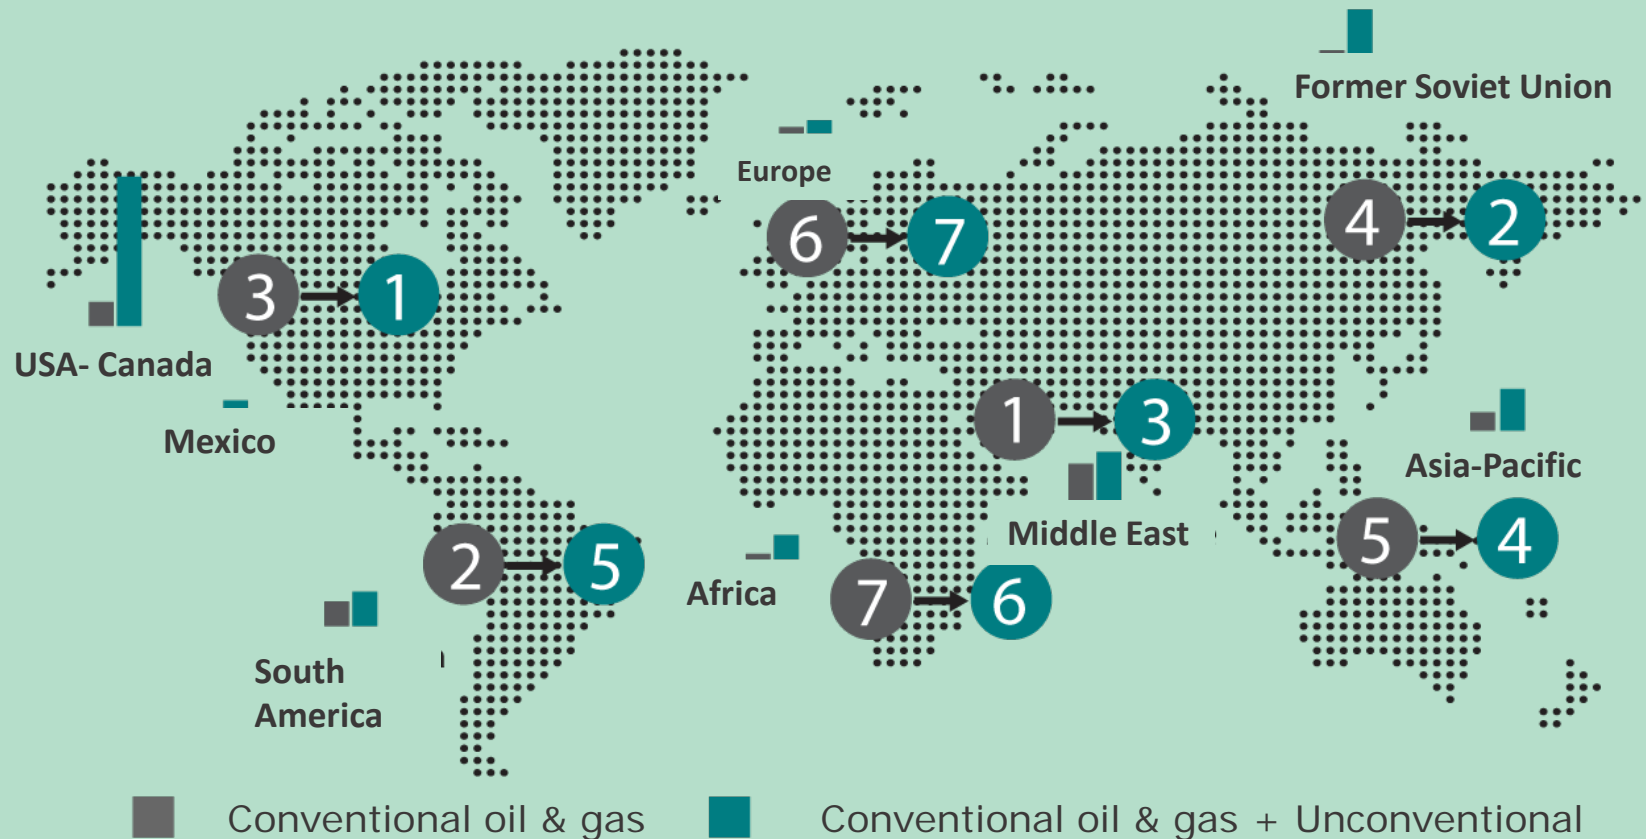 Former Soviet Union
Europe
6 7
4 2
3 1
USA- Canada
1 3
Mexico
Asia-Pacific
Middle East
2 5
5 4
Africa
7 6
South
America
Conventional oil & gas
Conventional oil & gas + Unconventional